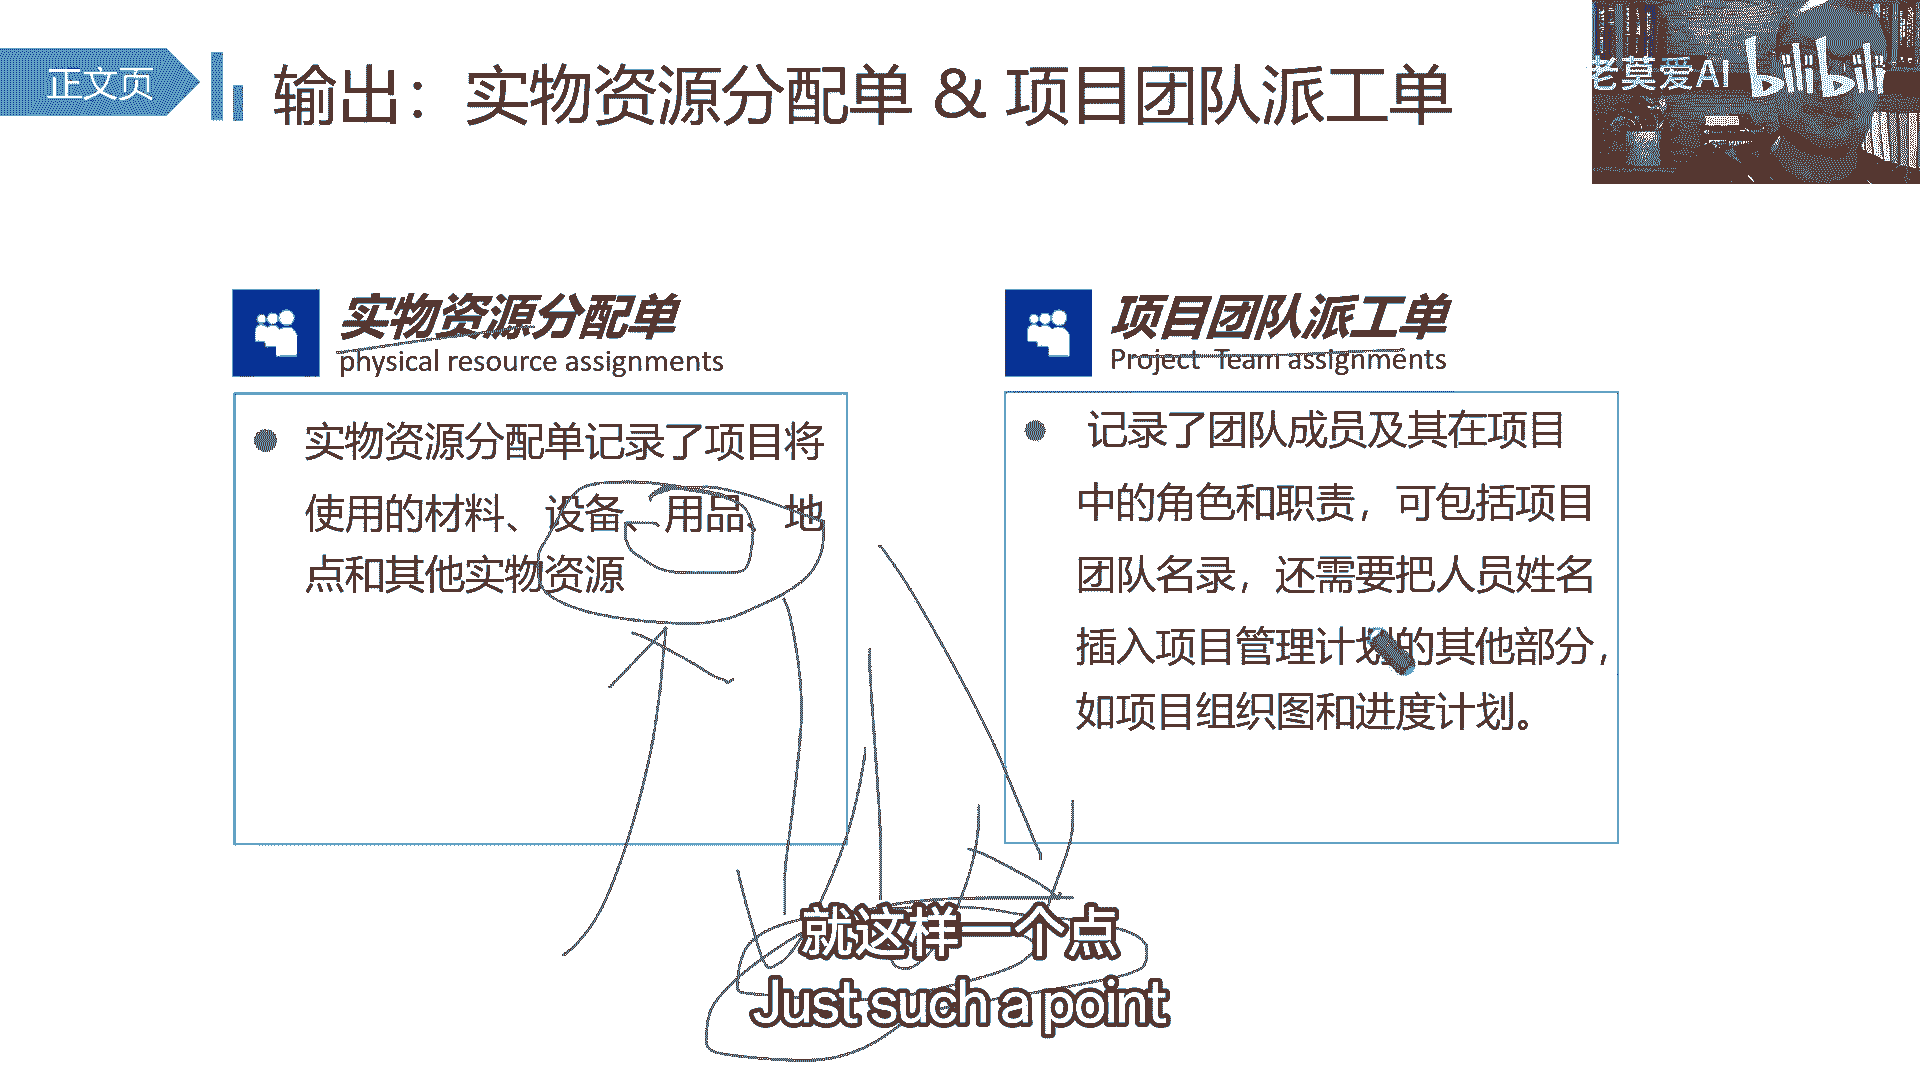 正文页
输出：实物资源分配单 & 项目团队派工单
老莫爱AI bilibili
实物资源分配单
physical resource assignments
实物资源分配单记录了项目将
使用的材料、设备、用品、地
点和其他实物资源
项目团队派工单
Project Team assignments
记录了团队成员及其在项目
中的角色和职责，可包括项目
团队名录，还需要把人员姓名
插入项目管理计划的其他部分，
如项目组织图和进度计划。
就这样一个点
Just such a point